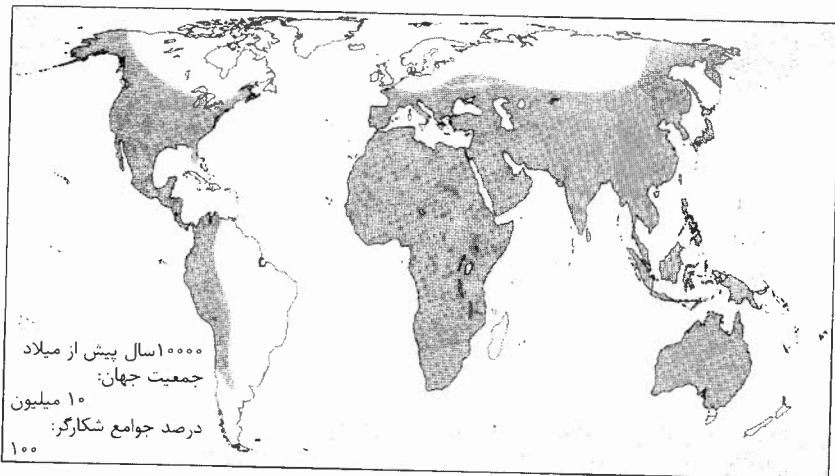 ۱۰۰۰۰سال پیش از میلاد
جمعیت جهان:
۱۰ میلیون
درصد جوامع شکارگر:
۱۰۰